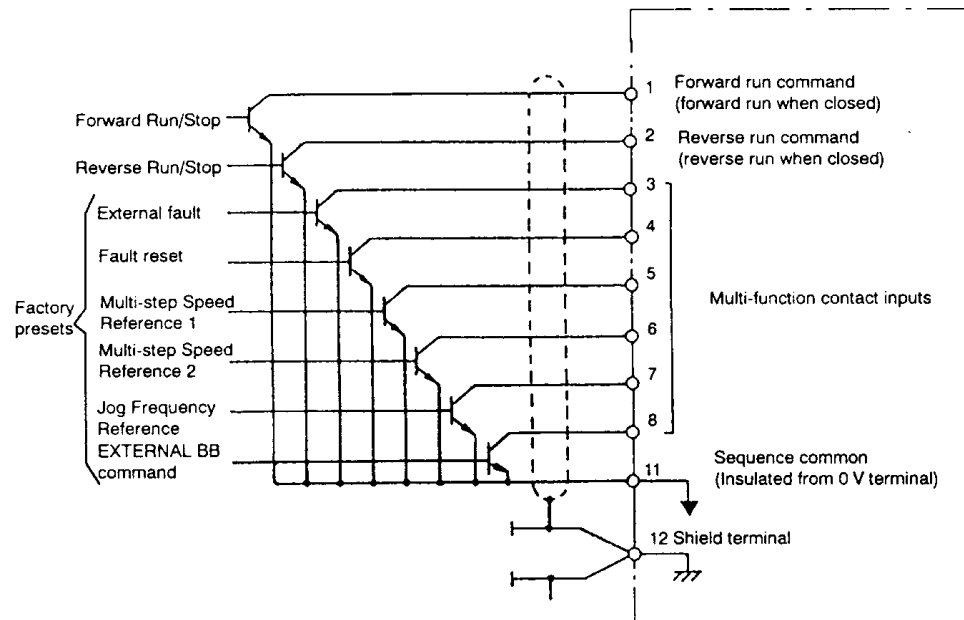 1 Forward run command
(forward run when closed)
Forward Run/Stop
2 Reverse run command
(reverse run when closed)
Reverse Run/Stop
3
External fault
4
Fault reset
5
Multi-function contact inputs
Factory
presets
Multi-step Speed
Reference 1
6
Multi-step Speed
Reference 2
7
Jog Frequency
Reference
8
EXTERNAL BB
command
11
Sequence common
(Insulated from 0 V terminal)
12 Shield terminal